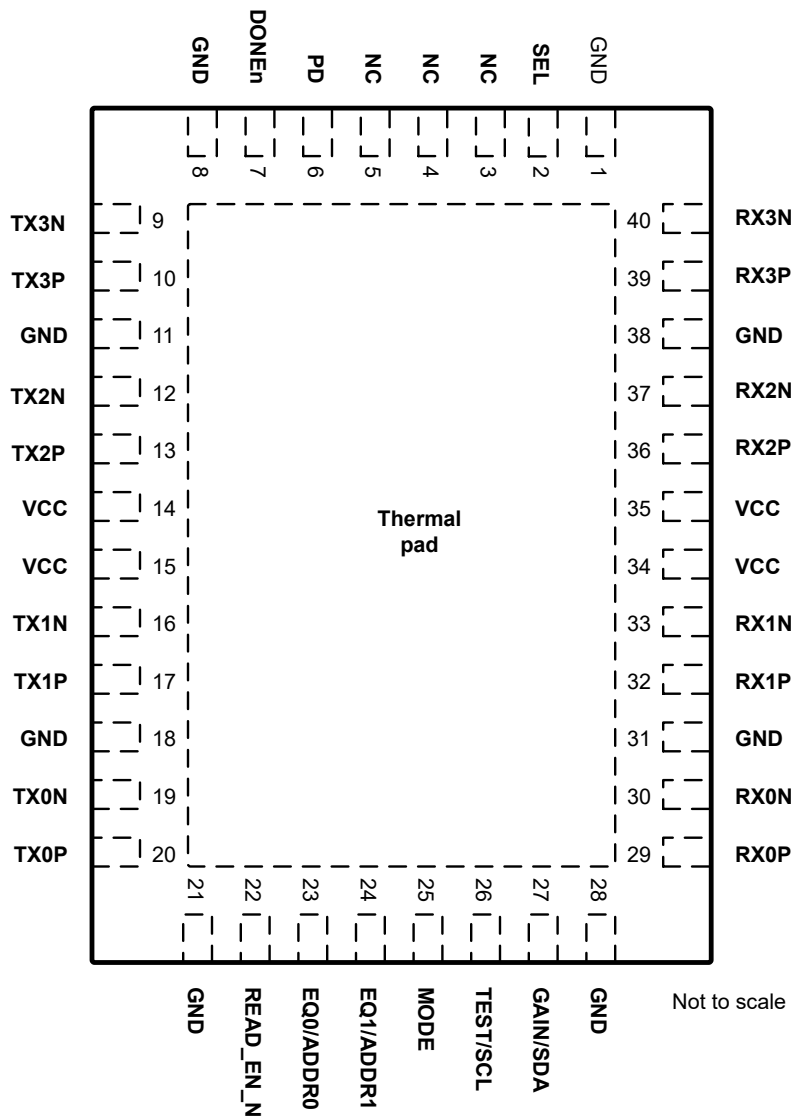 GND
DONEn
PD
NC
NC
NC
SEL
GND
8
7
6
5
4
3
2
1
TX3N 9
40 RX3N
TX3P 10
39 RX3P
GND 11
38 GND
TX2N 12
37 RX2N
TX2P 13
36 RX2P
VCC 14
35 VCC
Thermal
pad
VCC 15
34 VCC
TX1N 16
33 RX1N
TX1P 17
32 RX1P
GND 18
31 GND
TX0N 19
30 RX0N
TX0P 20
29 RX0P
21
22
23
24
25
26
27
28
GND
READ_EN_N
EQ0/ADDR0
EQ1/ADDR1
MODE
TEST/SCL
GAIN/SDA
GND
Not to scale